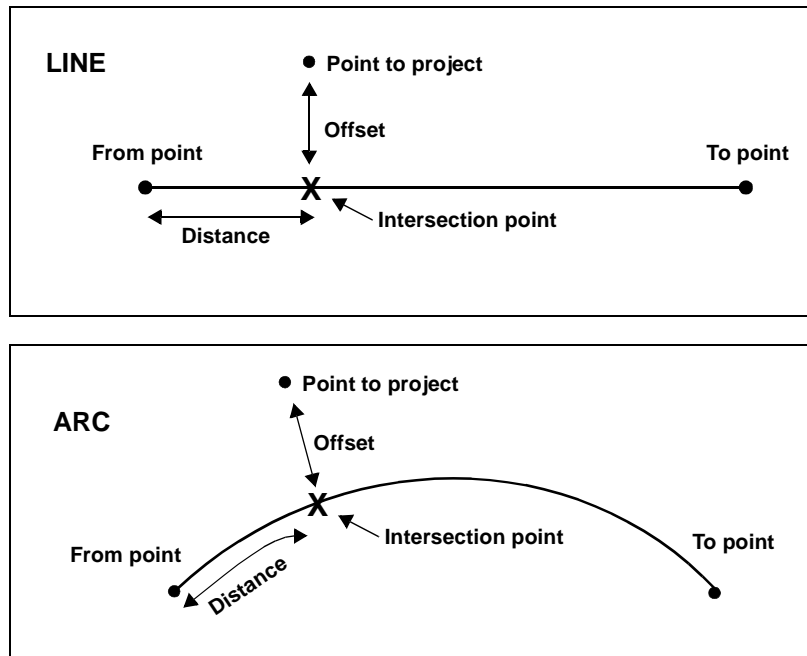 LINE
Point to project
Offset
From point
To point
X
Intersection point
Distance
Point to project
ARC
Offset
X
Intersection point
From point
To point
Distance